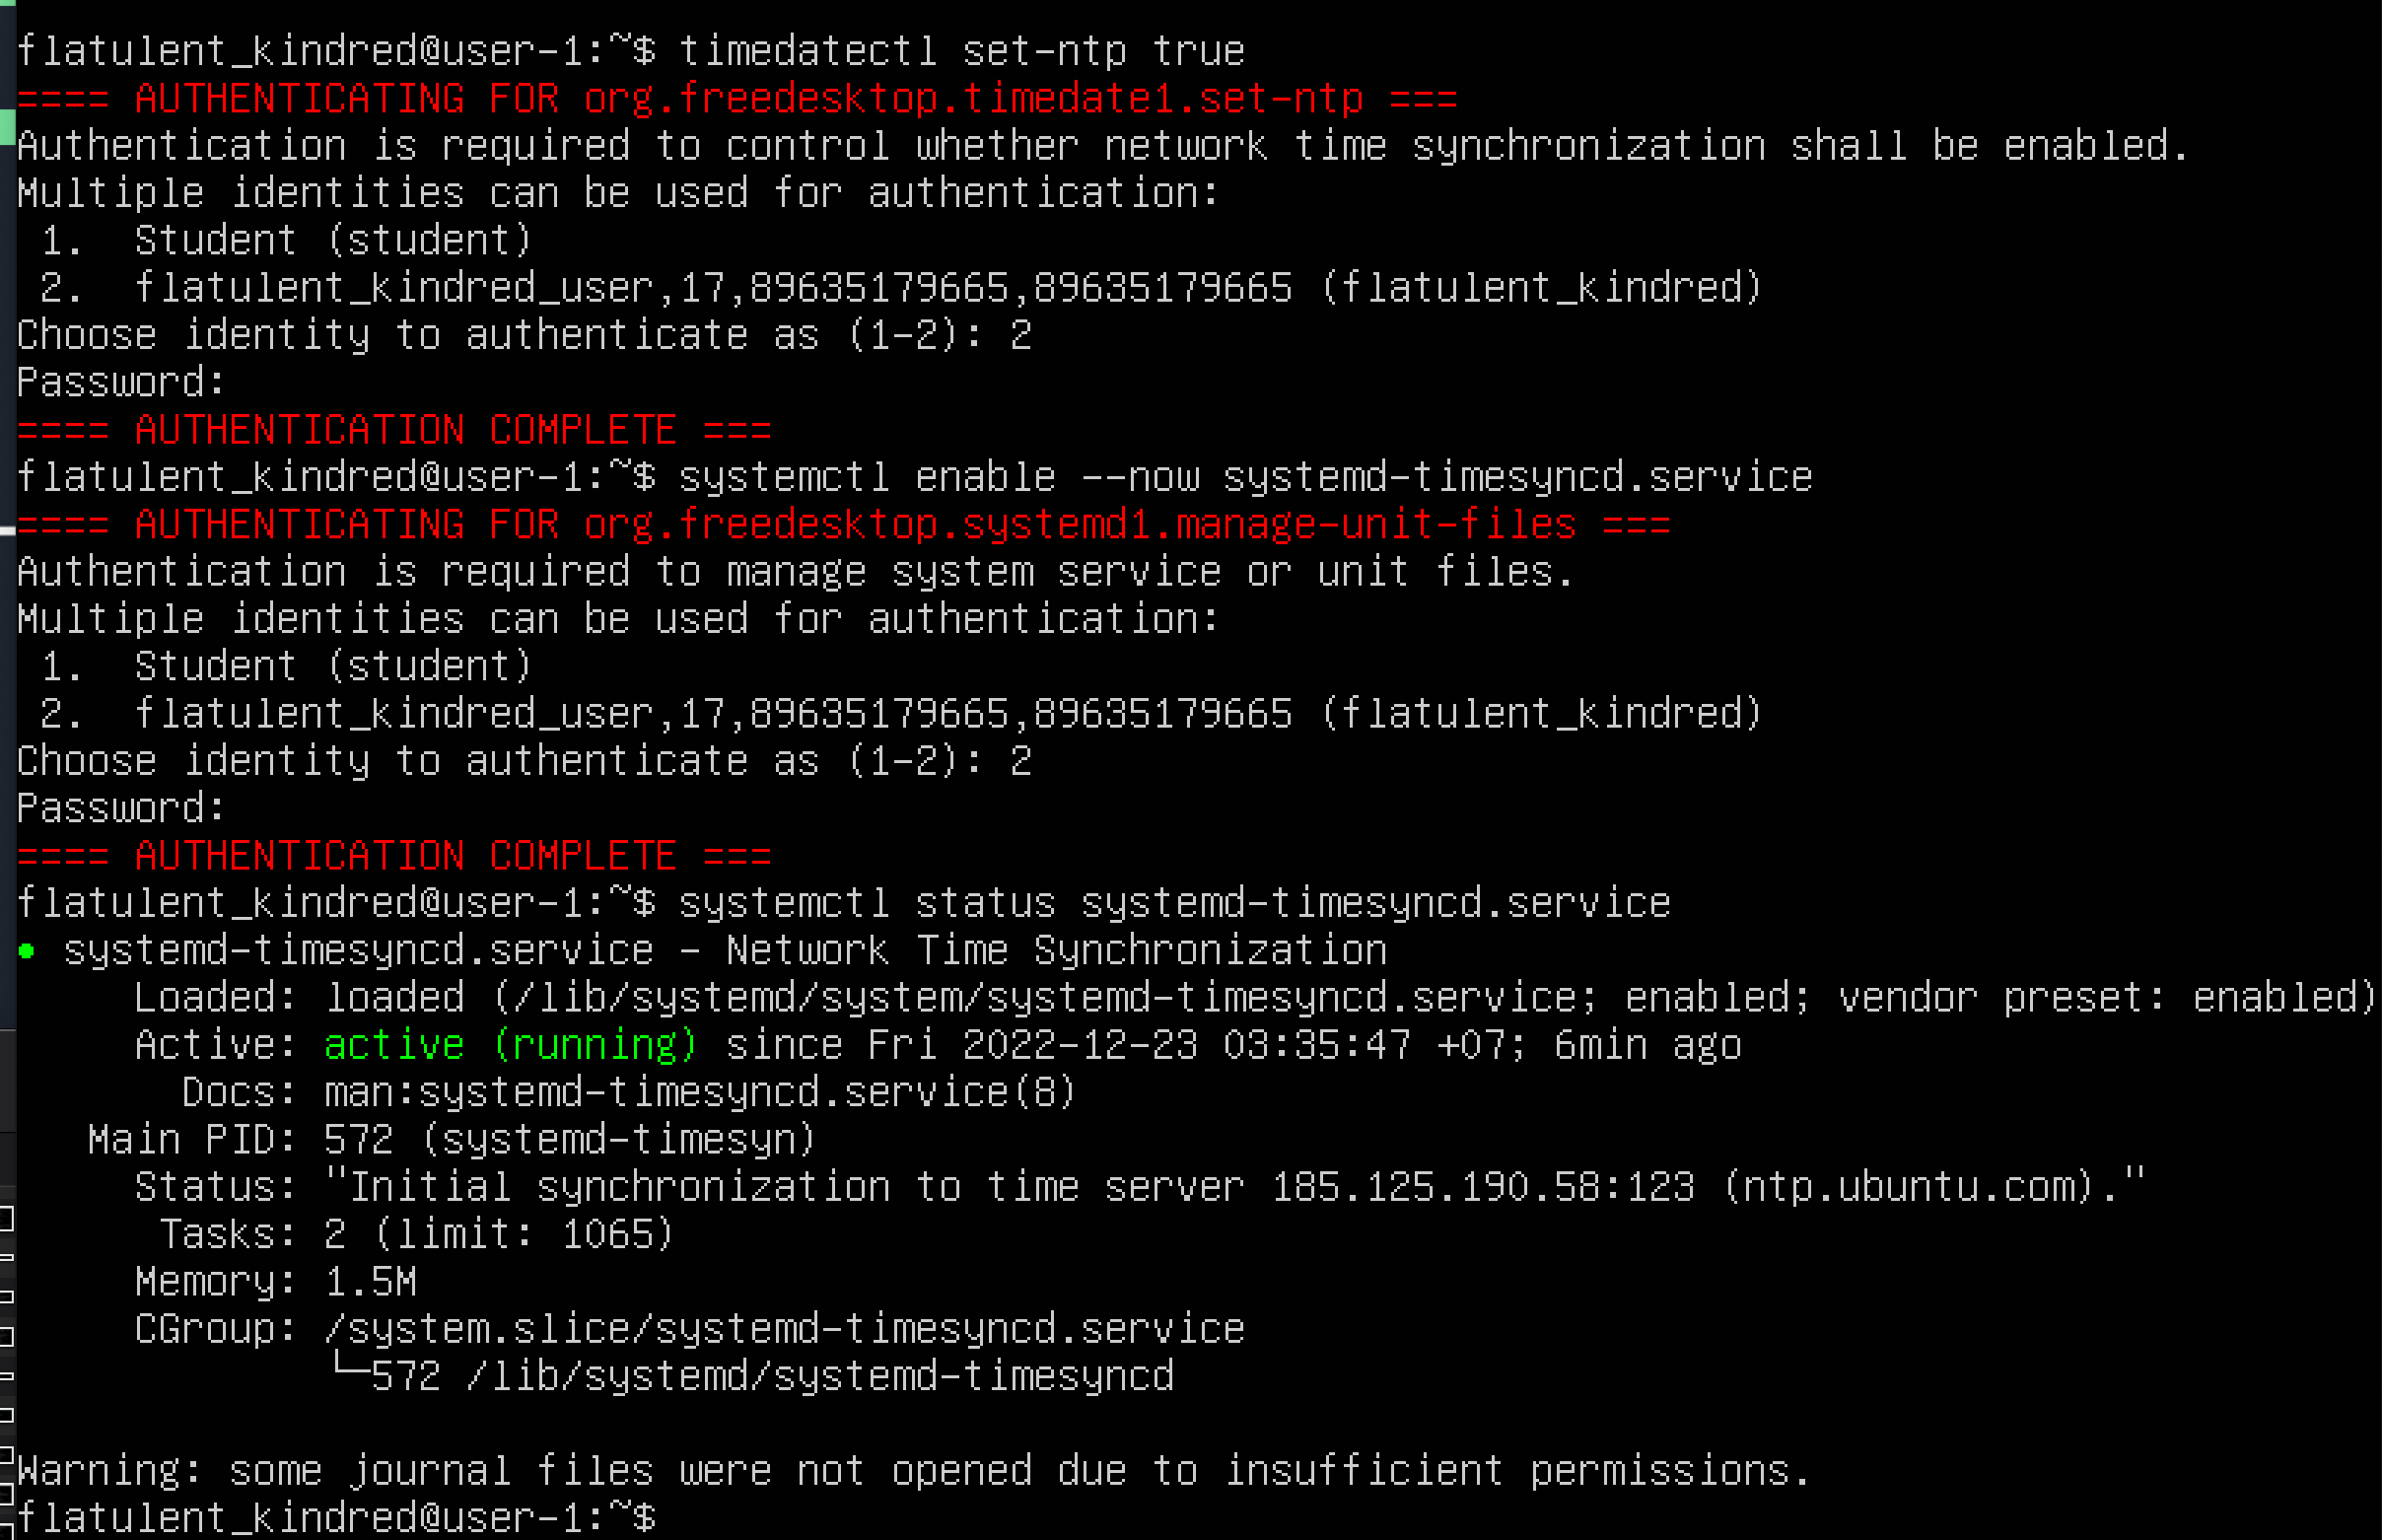 flatulent_kindred@user-1:~$ timedatectl set-ntp true
==== AUTHENTICATING FOR org.freedesktop.timedate1.set-ntp ===
Authentication is required to control whether network time synchronization shall be enabled.
Multiple identities can be used for authentication:
 1.  Student (student)
 2.  flatulent_kindred_user,17,89635179665,89635179665 (flatulent_kindred)
Choose identity to authenticate as (1-2): 2
Password:
==== AUTHENTICATION COMPLETE ===
flatulent_kindred@user-1:~$ systemctl enable --now systemd-timesyncd.service
==== AUTHENTICATING FOR org.freedesktop.systemd1.manage-unit-files ===
Authentication is required to manage system service or unit files.
Multiple identities can be used for authentication:
 1.  Student (student)
 2.  flatulent_kindred_user,17,89635179665,89635179665 (flatulent_kindred)
Choose identity to authenticate as (1-2): 2
Password:
==== AUTHENTICATION COMPLETE ===
flatulent_kindred@user-1:~$ systemctl status systemd-timesyncd.service
● systemd-timesyncd.service - Network Time Synchronization
     Loaded: loaded (/lib/systemd/system/systemd-timesyncd.service; enabled; vendor preset: enabled)
     Active: active (running) since Fri 2022-12-23 03:35:47 +07; 6min ago
       Docs: man:systemd-timesyncd.service(8)
   Main PID: 572 (systemd-timesyn)
     Status: "Initial synchronization to time server 185.125.190.58:123 (ntp.ubuntu.com)."
      Tasks: 2 (limit: 1065)
     Memory: 1.5M
     CGroup: /system.slice/systemd-timesyncd.service
             └─572 /lib/systemd/systemd-timesyncd
Warning: some journal files were not opened due to insufficient permissions.
flatulent_kindred@user-1:~$